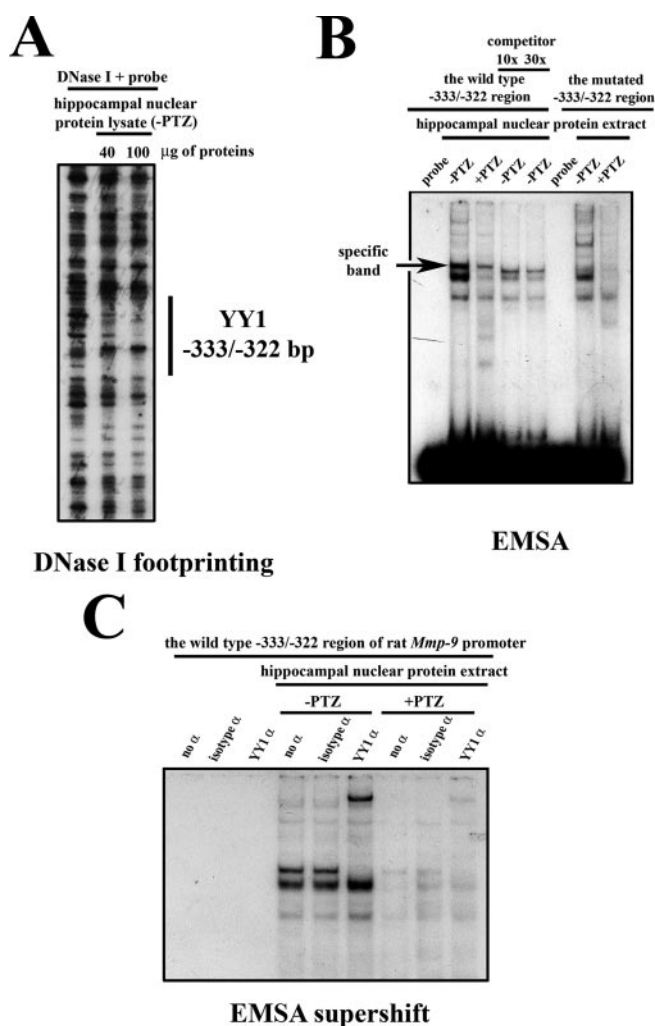 A
DNase I + probe
hippocampal nuclear
protein lysate (-PTZ)
40 100 μg of proteins
YY1
-333/-322 bp
DNase I footprinting
B
competitor
10x 30x
the wild type
-333/-322 region
the mutated
-333/-322 region
hippocampal nuclear protein extract
probe -PTZ +PTZ -PTZ -PTZ probe -PTZ +PTZ
specific
band
EMSA
C
the wild type -333/-322 region of rat Mmp-9 promoter
hippocampal nuclear protein extract
-PTZ +PTZ
no α isotype α YY1 α no α isotype α YY1 α no α isotype α YY1 α
EMSA supershift